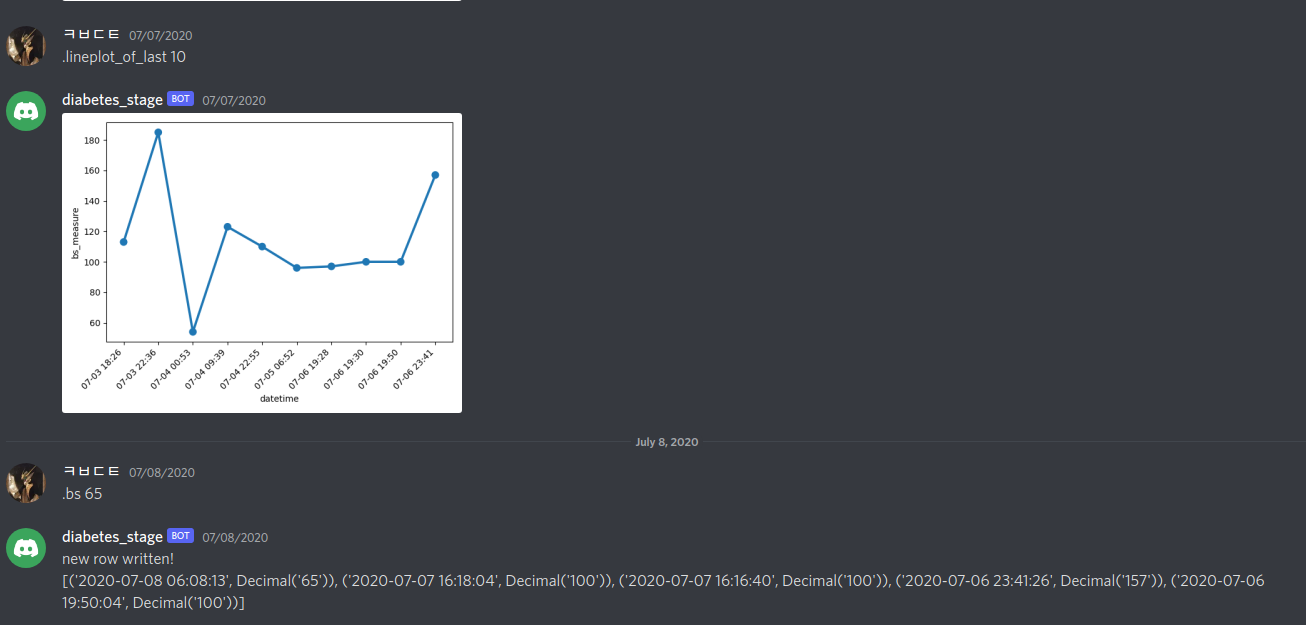 ㅋㅂㄷㅌ 07/07/2020
.lineplot_of_last 10
diabetes_stage BOT 07/07/2020
180
160
140
120
100
80
60
bs_measure
07-03 18:26
07-03 22:36
07-04 00:53
07-04 09:39
07-04 22:55
07-05 06:52
07-06 19:28
07-06 19:30
07-06 19:50
07-06 23:41
datetime
July 8, 2020
ㅋㅂㄷㅌ 07/08/2020
.bs 65
diabetes_stage BOT 07/08/2020
new row written!
[('2020-07-08 06:08:13', Decimal('65')), ('2020-07-07 16:18:04', Decimal('100')), ('2020-07-07 16:16:40', Decimal('100')), ('2020-07-06 23:41:26', Decimal('157')), ('2020-07-06
19:50:04', Decimal('100'))]